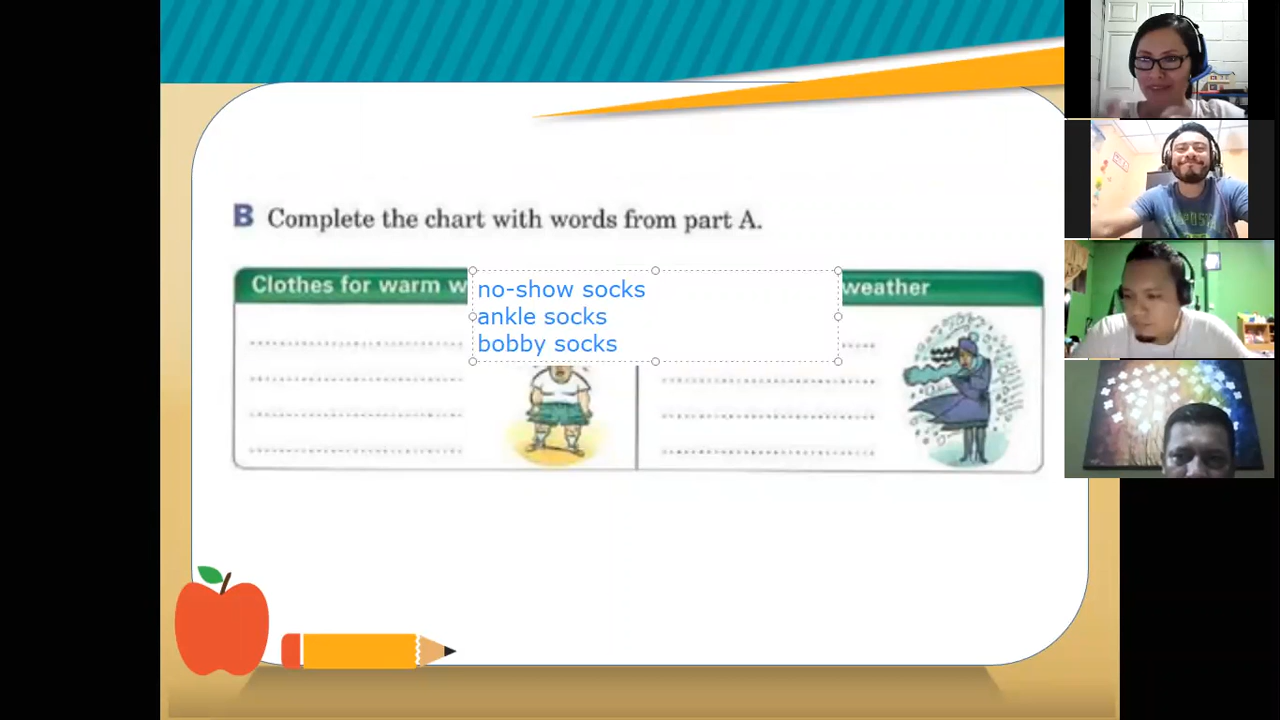 B Complete the chart with words from part A.
Clothes for warm w
weather
no-show socks
ankle socks
bobby socks